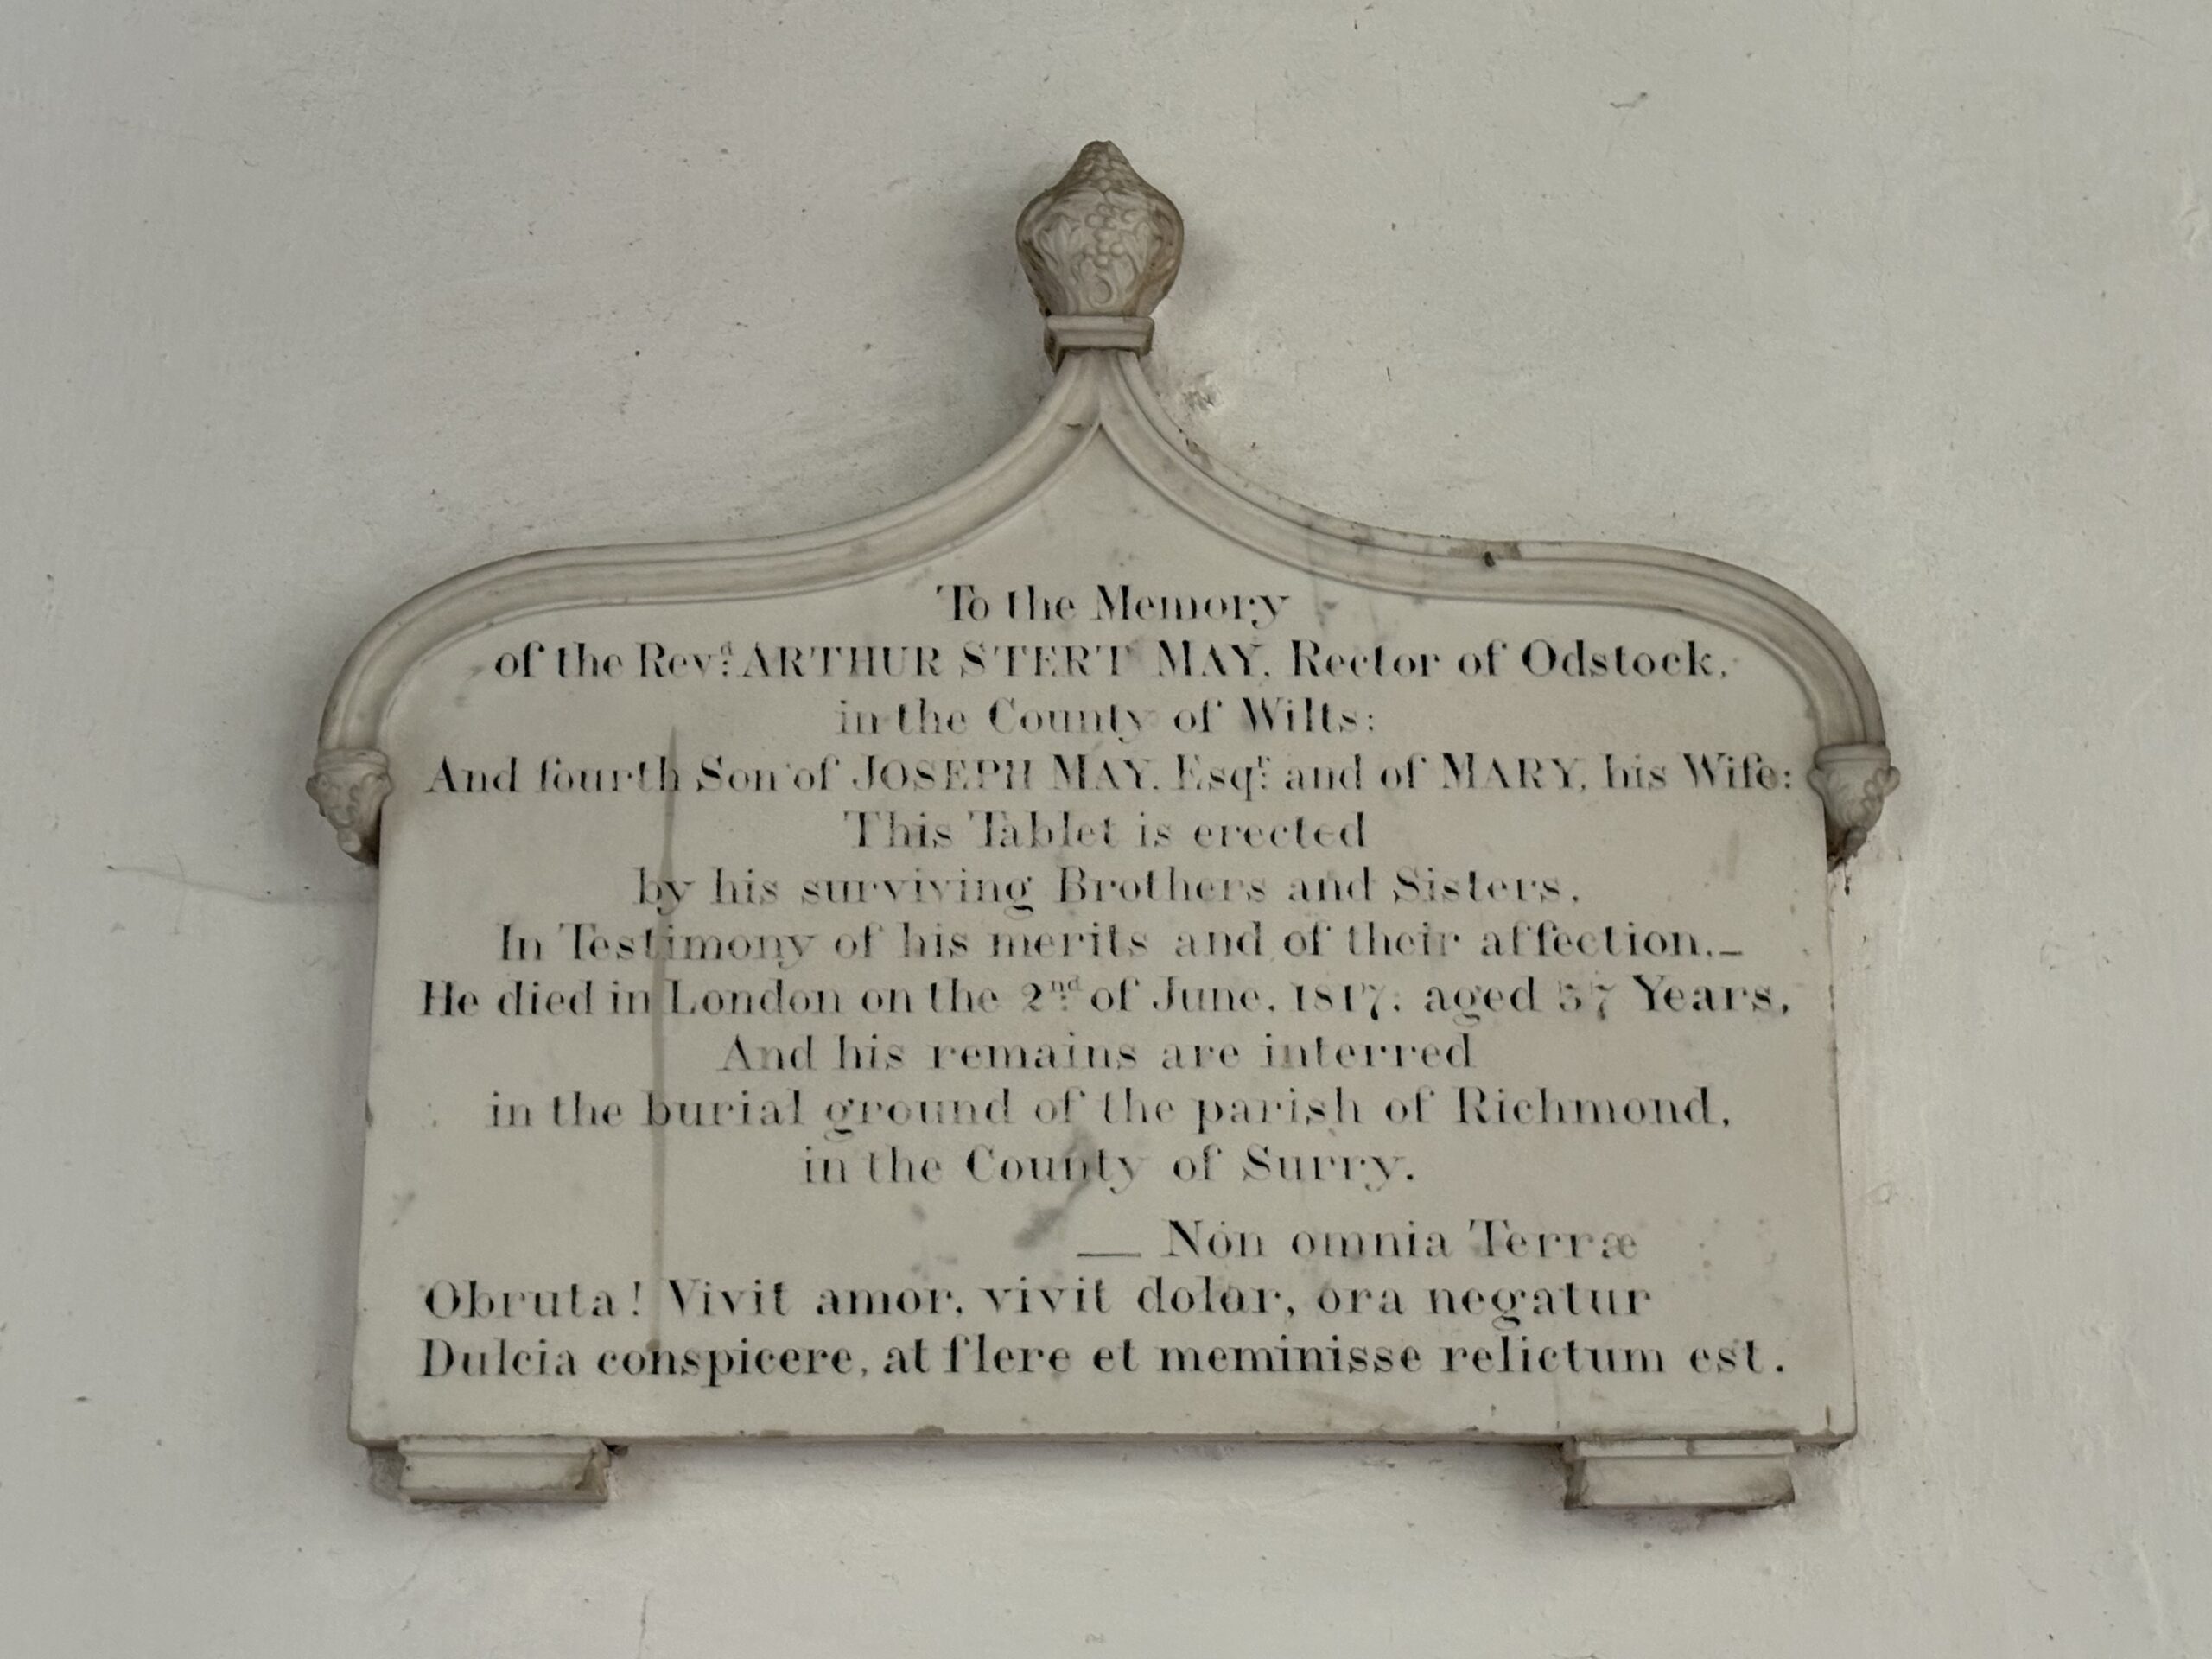 To the Memory
of the Revd. ARTHUR STERT MAY, Rector of Odstock,
in the County of Wilts:
And fourth Son of JOSEPH MAY, Esqr. and of MARY, his Wife:
This Tablet is erected
by his surviving Brothers and Sisters,
In Testimony of his merits and of their affection._
He died in London on the 2nd. of June, 1817, aged 57 Years,
And his remains are interred
in the burial ground of the parish of Richmond,
in the County of Surry.
— Non omnia Terræ
Obruta! Vivit amor, vivit dolor, ora negatur
Dulcia conspicere, at flere et meminisse relictum est.